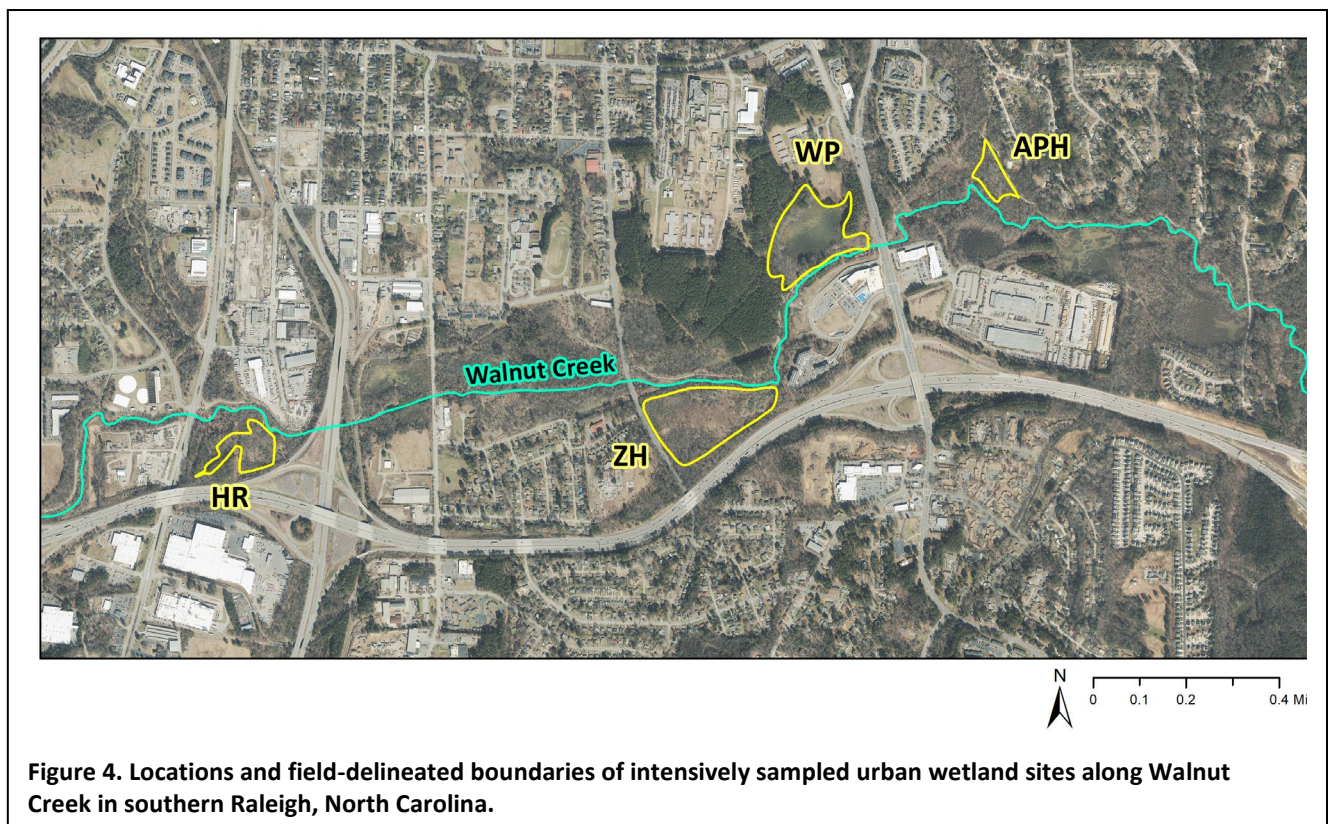 WP
APH
Walnut Creek
ZH
HR
N
0 0.1 0.2 0.4 Mi
Figure 4. Locations and field-delineated boundaries of intensively sampled urban wetland sites along Walnut
Creek in southern Raleigh, North Carolina.